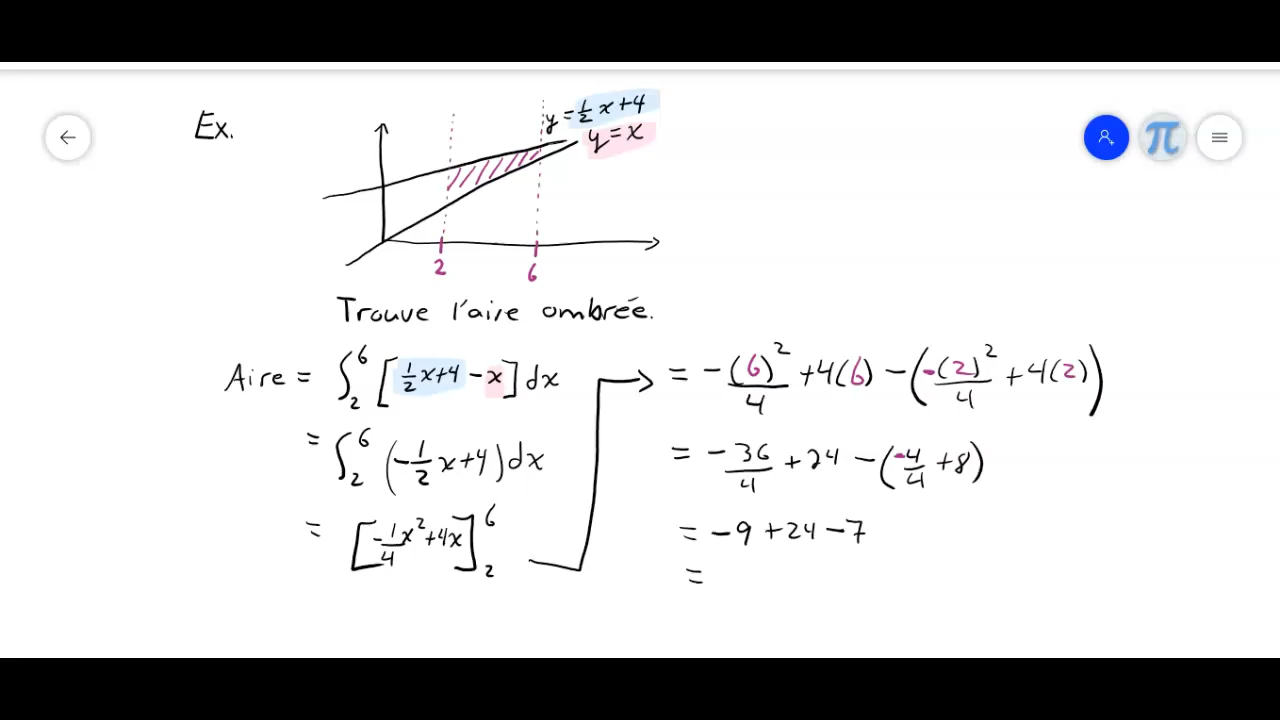 Ex.
y = 1/2 x + 4
y = x
2 6
Trouve l'aire ombrée.
Aire = ∫₂⁶ [1/2 x + 4 - x] dx
= ∫₂⁶ (-1/2 x + 4) dx
= [-1/4 x² + 4x]₂⁶
= -(6)²/4 + 4(6) - (-(2)²/4 + 4(2))
= -36/4 + 24 - (-4/4 + 8)
= -9 + 24 - 7
=
π